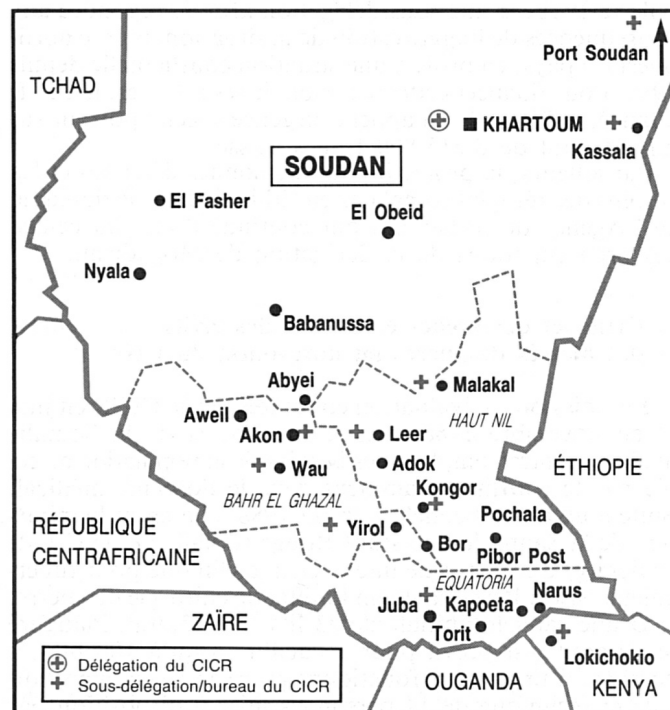 Port Soudan
TCHAD
KHARTOUM
Kassala
SOUDAN
El Fasher
El Obeid
Nyala
Babanussa
Abyei
Malakal
Aweil
HAUT NIL
Akon
Leer
ÉTHIOPIE
Wau
Adok
BAHR EL GHAZAL
Kongor
Pochala
RÉPUBLIQUE
CENTRAFRICAINE
Yirol
Bor
Pibor Post
EQUATORIA
Juba
Kapoeta
Narus
ZAÏRE
Torit
Lokichokio
Délégation du CICR
Sous-délégation/bureau du CICR
OUGANDA
KENYA